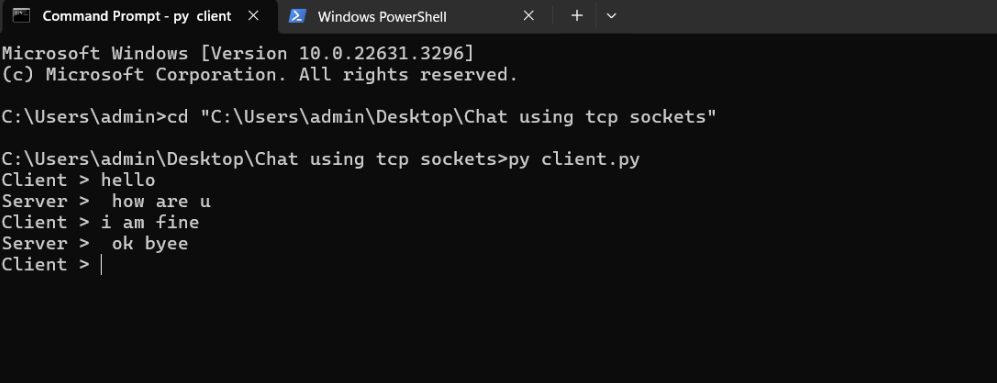 Command Prompt - py  client
Windows PowerShell
Microsoft Windows [Version 10.0.22631.3296]
(c) Microsoft Corporation. All rights reserved.
C:\Users\admin>cd "C:\Users\admin\Desktop\Chat using tcp sockets"
C:\Users\admin\Desktop\Chat using tcp sockets>py client.py
Client > hello
Server >  how are u
Client > i am fine
Server >  ok byee
Client >